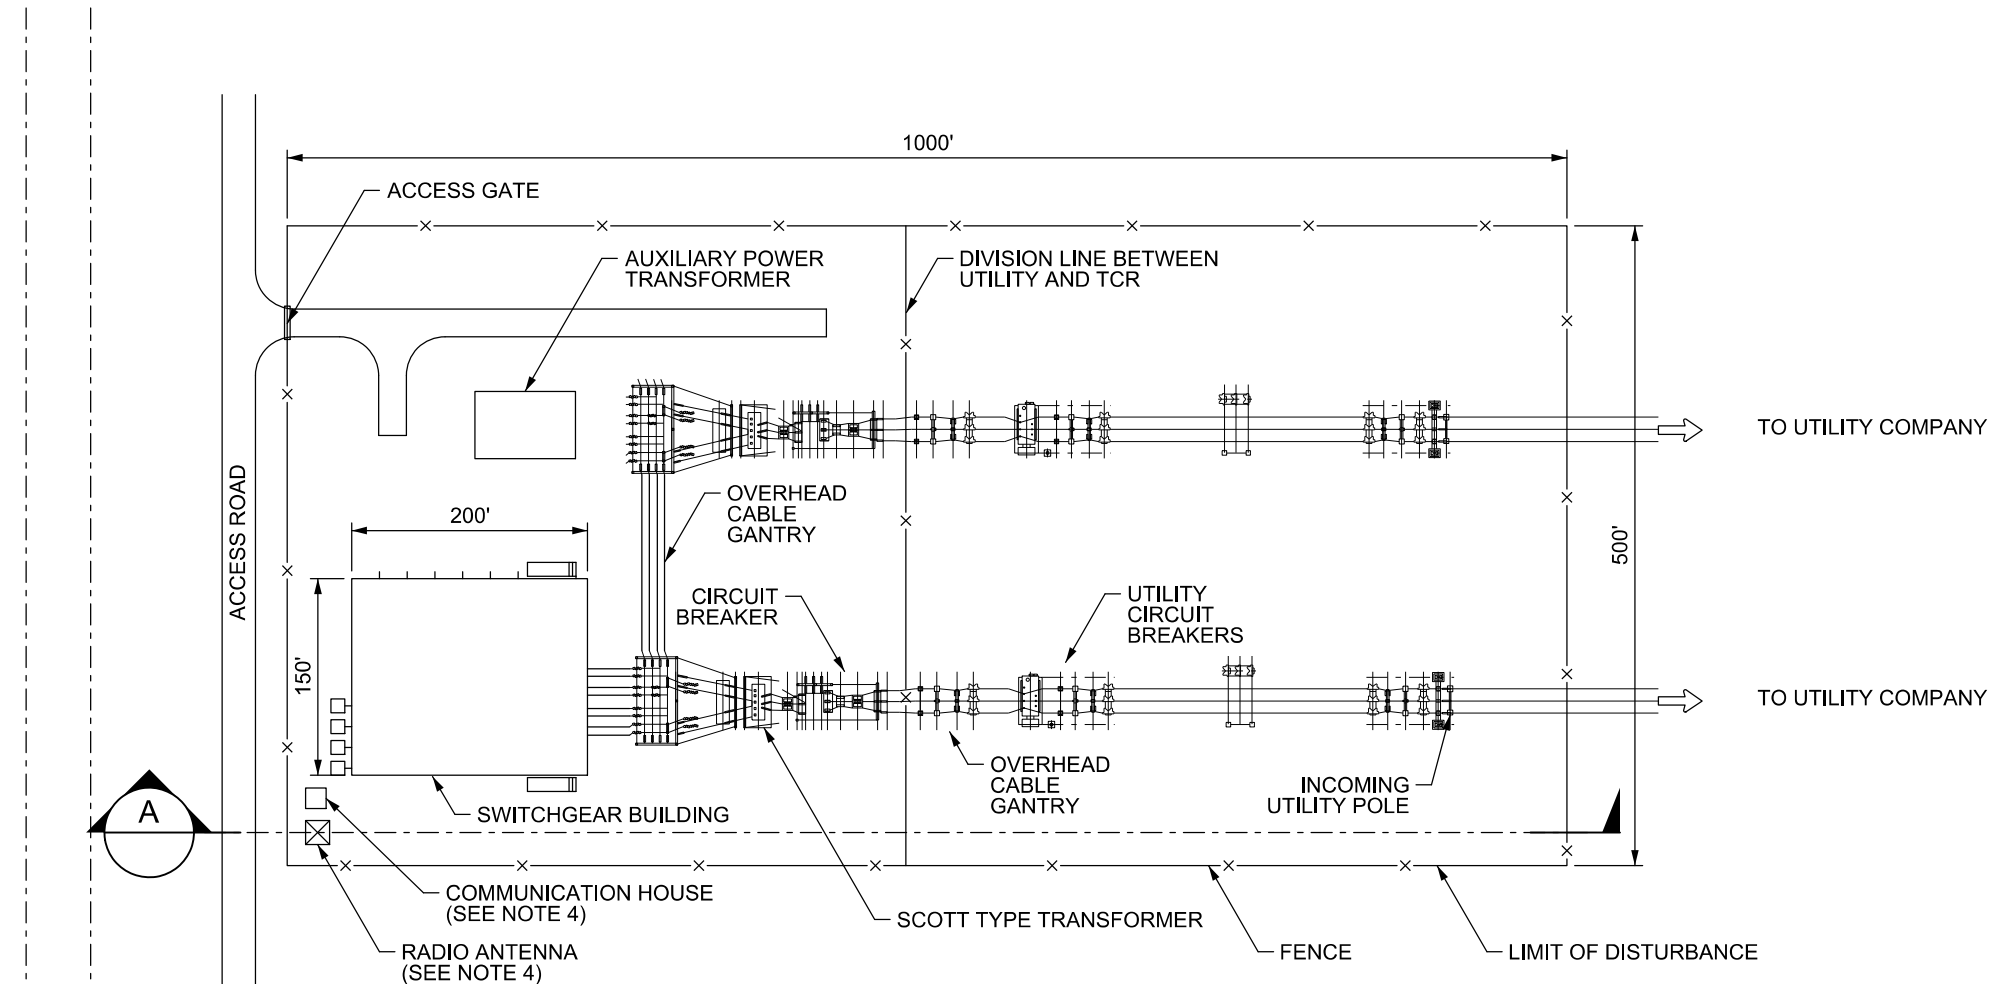 1000'
ACCESS GATE
AUXILIARY POWER
TRANSFORMER
DIVISION LINE BETWEEN
UTILITY AND TCR
TO UTILITY COMPANY
ACCESS ROAD
200'
OVERHEAD
CABLE
GANTRY
500'
150'
CIRCUIT
BREAKER
UTILITY
CIRCUIT
BREAKERS
TO UTILITY COMPANY
OVERHEAD
CABLE
GANTRY
INCOMING
UTILITY POLE
A
SWITCHGEAR BUILDING
COMMUNICATION HOUSE
(SEE NOTE 4)
SCOTT TYPE TRANSFORMER
RADIO ANTENNA
(SEE NOTE 4)
FENCE
LIMIT OF DISTURBANCE